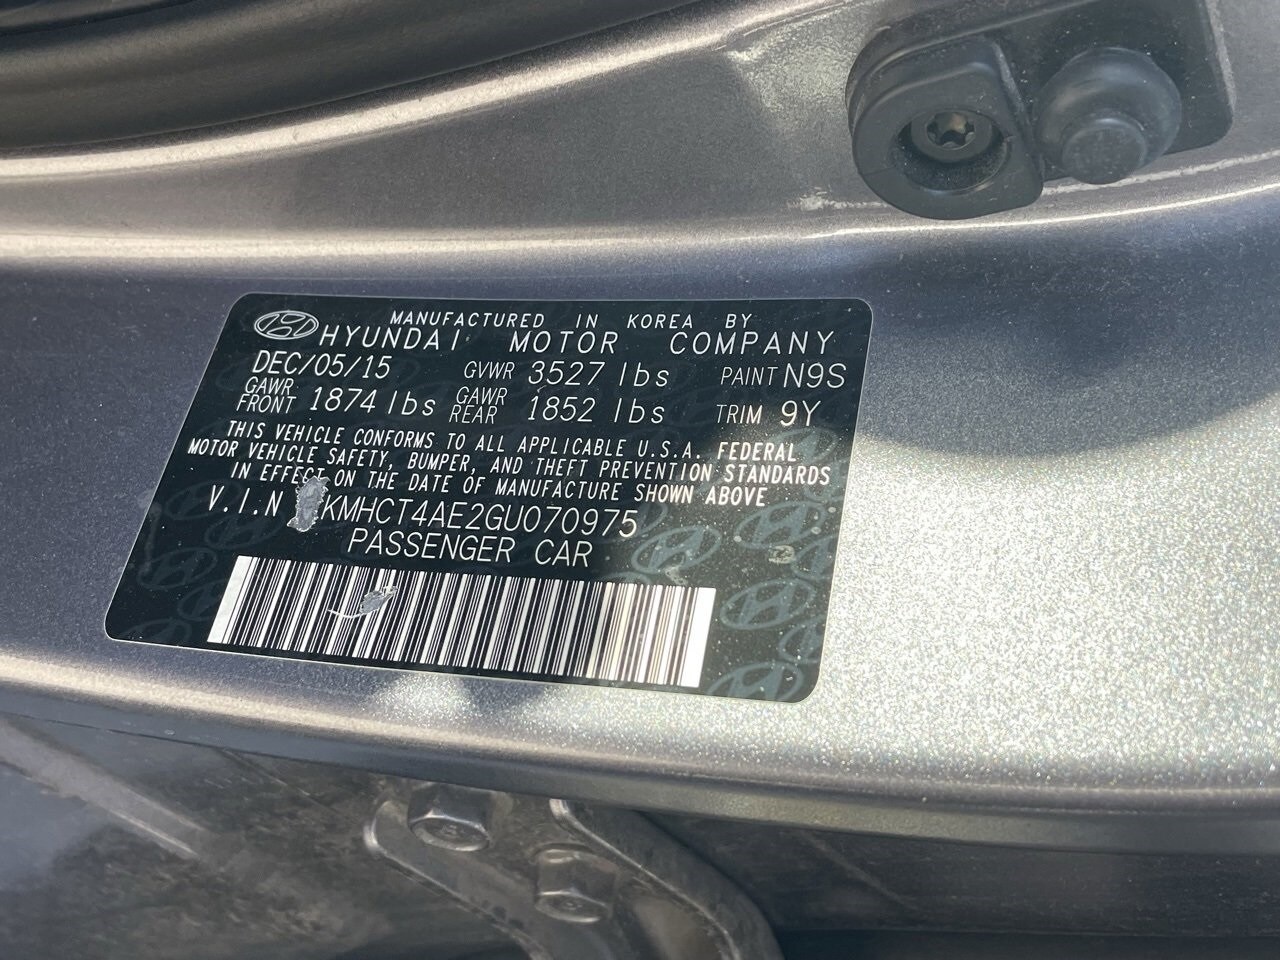 MANUFACTURED IN KOREA BY
HYUNDAI MOTOR COMPANY
DEC/05/15 GVWR 3527 lbs PAINT N9S
GAWR FRONT 1874 lbs GAWR REAR 1852 lbs TRIM 9Y
THIS VEHICLE CONFORMS TO ALL APPLICABLE U.S.A. FEDERAL
MOTOR VEHICLE SAFETY, BUMPER, AND THEFT PREVENTION STANDARDS
IN EFFECT ON THE DATE OF MANUFACTURE SHOWN ABOVE
V.I.N KMHCT4AE2GU070975
PASSENGER CAR